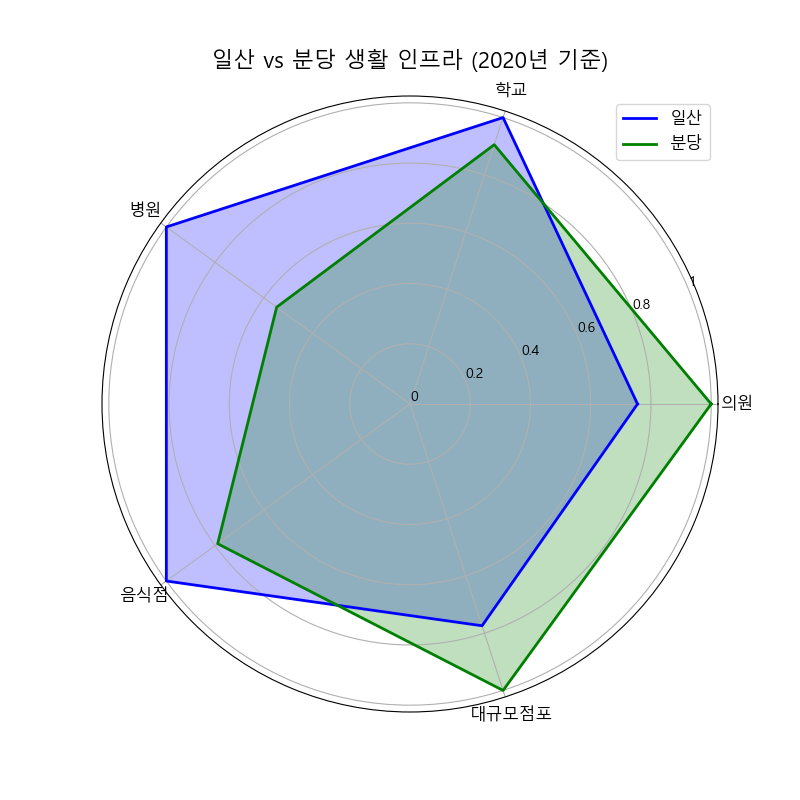 일산 vs 분당 생활 인프라 (2020년 기준)
학교
일산
분당
병원
1
0.8
0.6
0.4
0.2
0
의원
음식점
대규모점포